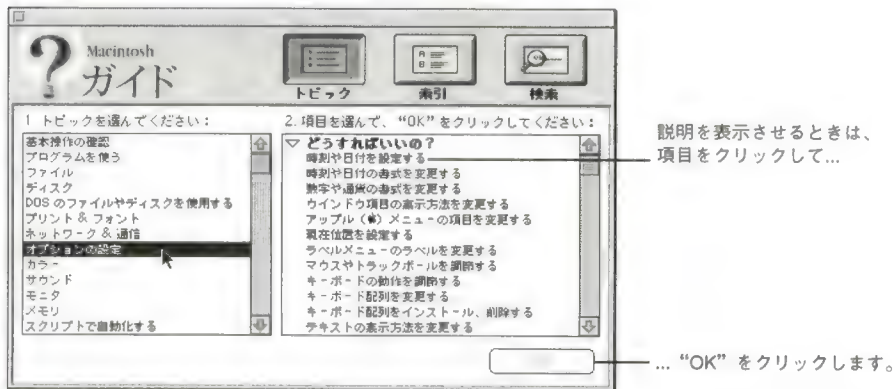 Macintosh
ガイド
トピック
索引
検索
1 トピックを選んでください：
基本操作の確認
プログラムを使う
ファイル
ディスク
DOS のファイルやディスクを使用する
プリント & フォント
ネットワーク & 通信
オプションの設定
カラー
サウンド
モニタ
メモリ
スクリプトで自動化する
2. 項目を選んで、“OK”をクリックしてください：
▽ どうすればいいの？
時刻や日付を設定する
時刻や日付の書式を変更する
数字や通貨の書式を変更する
ウインドウ項目の表示方法を変更する
アップル（）メニューの項目を変更する
現在位置を設定する
ラベルメニューのラベルを変更する
マウスやトラックボールを調節する
キーボードの動作を調節する
キーボード配列を変更する
キーボード配列をインストール、削除する
テキストの表示方法を変更する
説明を表示させるときは、
項目をクリックして...
... “OK”をクリックします。